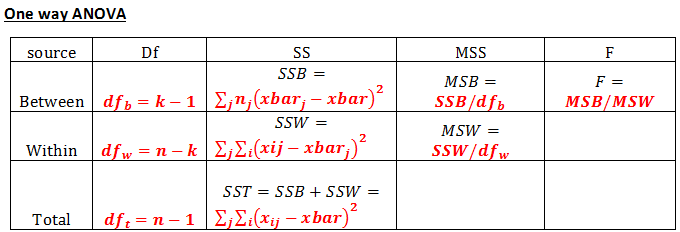 One way ANOVA
source Df SS MSS F
Between df_b = k − 1 SSB = ∑_j n_j(xbar_j − xbar)^2 MSB = SSB/df_b F = MSB/MSW
Within df_w = n − k SSW = ∑_j∑_i(xij − xbar_j)^2 MSW = SSW/df_w
Total df_t = n − 1 SST = SSB + SSW = ∑_j∑_i(x_ij − xbar)^2